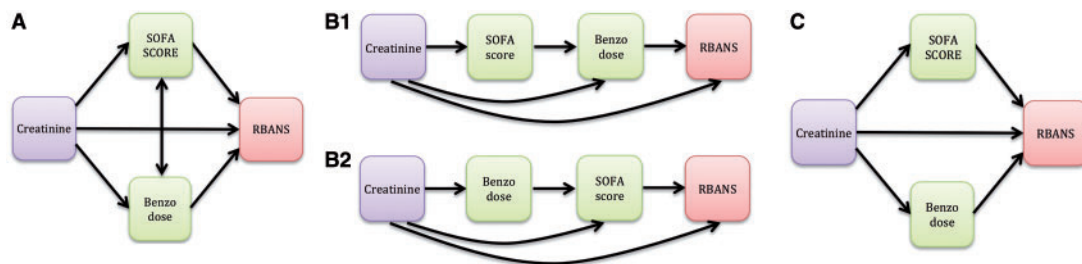 A
SOFA
SCORE
Creatinine
RBANS
Benzo
dose
B1
Creatinine
SOFA
score
Benzo
dose
RBANS
B2
Creatinine
Benzo
dose
SOFA
score
RBANS
C
SOFA
SCORE
Creatinine
RBANS
Benzo
dose